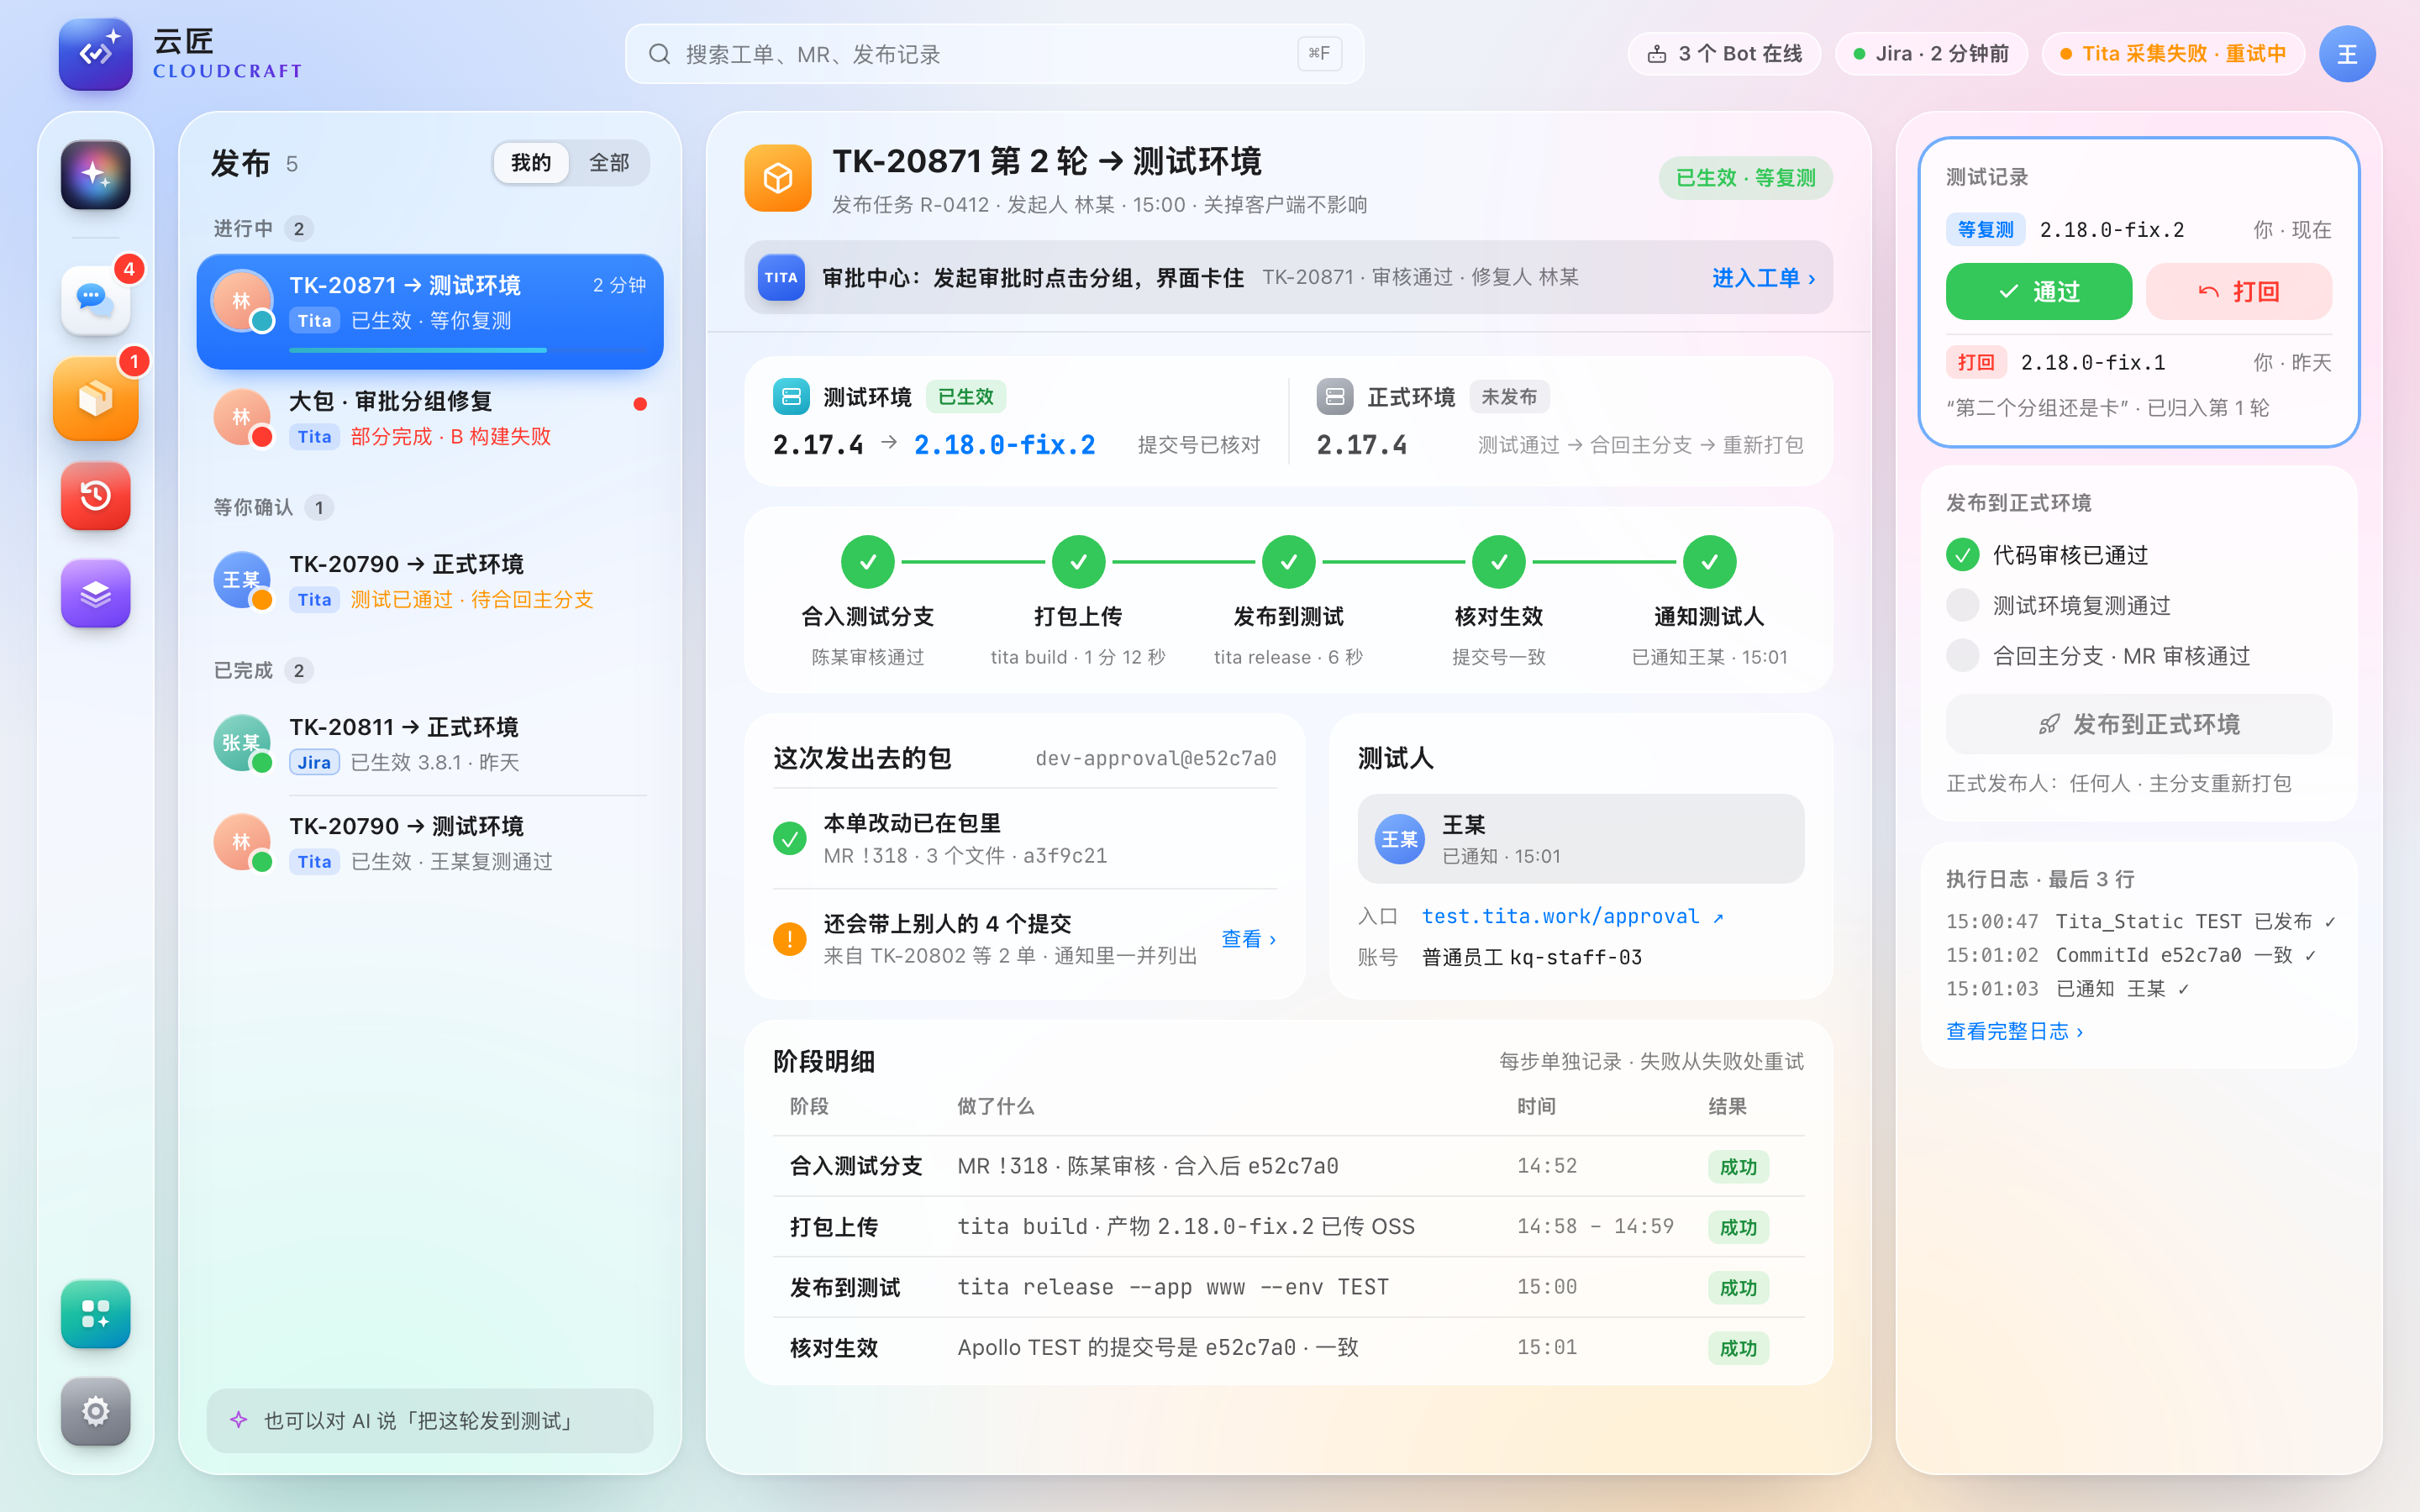 云匠
CLOUDCRAFT
搜索工单、MR、发布记录
⌘F
3 个 Bot 在线
Jira · 2 分钟前
Tita 采集失败 · 重试中
王
4
1
发布 5
我的
全部
进行中 2
林
TK-20871 → 测试环境
2 分钟
Tita 已生效 · 等你复测
林
大包 · 审批分组修复
Tita 部分完成 · B 构建失败
等你确认 1
王某
TK-20790 → 正式环境
Tita 测试已通过 · 待合回主分支
已完成 2
张某
TK-20811 → 正式环境
Jira 已生效 3.8.1 · 昨天
林
TK-20790 → 测试环境
Tita 已生效 · 王某复测通过
也可以对 AI 说「把这轮发到测试」
TK-20871 第 2 轮 → 测试环境
发布任务 R-0412 · 发起人 林某 · 15:00 · 关掉客户端不影响
已生效 · 等复测
TITA
审批中心：发起审批时点击分组，界面卡住 TK-20871 · 审核通过 · 修复人 林某
进入工单 ›
测试环境 已生效
2.17.4 → 2.18.0-fix.2 提交号已核对
正式环境 未发布
2.17.4 测试通过 → 合回主分支 → 重新打包
合入测试分支
陈某审核通过
打包上传
tita build · 1 分 12 秒
发布到测试
tita release · 6 秒
核对生效
提交号一致
通知测试人
已通知王某 · 15:01
这次发出去的包 dev-approval@e52c7a0
本单改动已在包里
MR !318 · 3 个文件 · a3f9c21
还会带上别人的 4 个提交
来自 TK-20802 等 2 单 · 通知里一并列出
查看 ›
测试人
王某
王某
已通知 · 15:01
入口 test.tita.work/approval ↗
账号 普通员工 kq-staff-03
阶段明细 每步单独记录 · 失败从失败处重试
阶段 做了什么 时间 结果
合入测试分支 MR !318 · 陈某审核 · 合入后 e52c7a0 14:52 成功
打包上传 tita build · 产物 2.18.0-fix.2 已传 OSS 14:58 – 14:59 成功
发布到测试 tita release --app www --env TEST 15:00 成功
核对生效 Apollo TEST 的提交号是 e52c7a0 · 一致 15:01 成功
测试记录
等复测 2.18.0-fix.2 你 · 现在
通过
打回
打回 2.18.0-fix.1 你 · 昨天
“第二个分组还是卡” · 已归入第 1 轮
发布到正式环境
代码审核已通过
测试环境复测通过
合回主分支 · MR 审核通过
发布到正式环境
正式发布人：任何人 · 主分支重新打包
执行日志 · 最后 3 行
15:00:47 Tita_Static TEST 已发布 ✓
15:01:02 CommitId e52c7a0 一致 ✓
15:01:03 已通知 王某 ✓
查看完整日志 ›